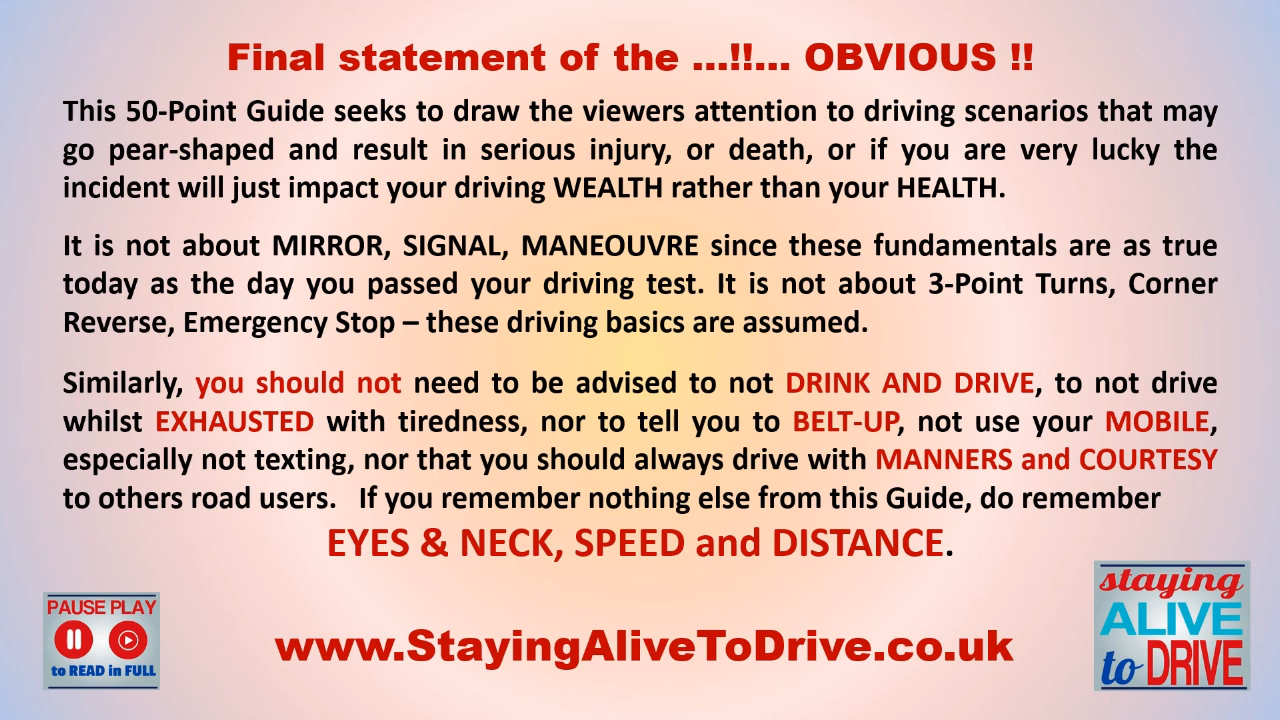 Final statement of the ...!!... OBVIOUS !!
This 50-Point Guide seeks to draw the viewers attention to driving scenarios that may
go pear-shaped and result in serious injury, or death, or if you are very lucky the
incident will just impact your driving WEALTH rather than your HEALTH.
It is not about MIRROR, SIGNAL, MANEOUVRE since these fundamentals are as true
today as the day you passed your driving test. It is not about 3-Point Turns, Corner
Reverse, Emergency Stop – these driving basics are assumed.
Similarly, you should not need to be advised to not DRINK AND DRIVE, to not drive
whilst EXHAUSTED with tiredness, nor to tell you to BELT-UP, not use your MOBILE,
especially not texting, nor that you should always drive with MANNERS and COURTESY
to others road users. If you remember nothing else from this Guide, do remember
EYES & NECK, SPEED and DISTANCE.
PAUSE PLAY
to READ in FULL
www.StayingAliveToDrive.co.uk
staying
ALIVE
to DRIVE